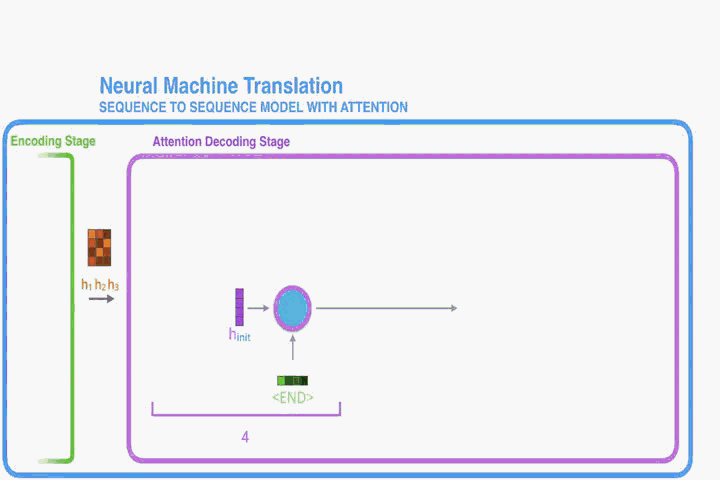 Neural Machine Translation
SEQUENCE TO SEQUENCE MODEL WITH ATTENTION
Encoding Stage
Attention Decoding Stage
h₁ h₂ h₃
hinit
<END>
4